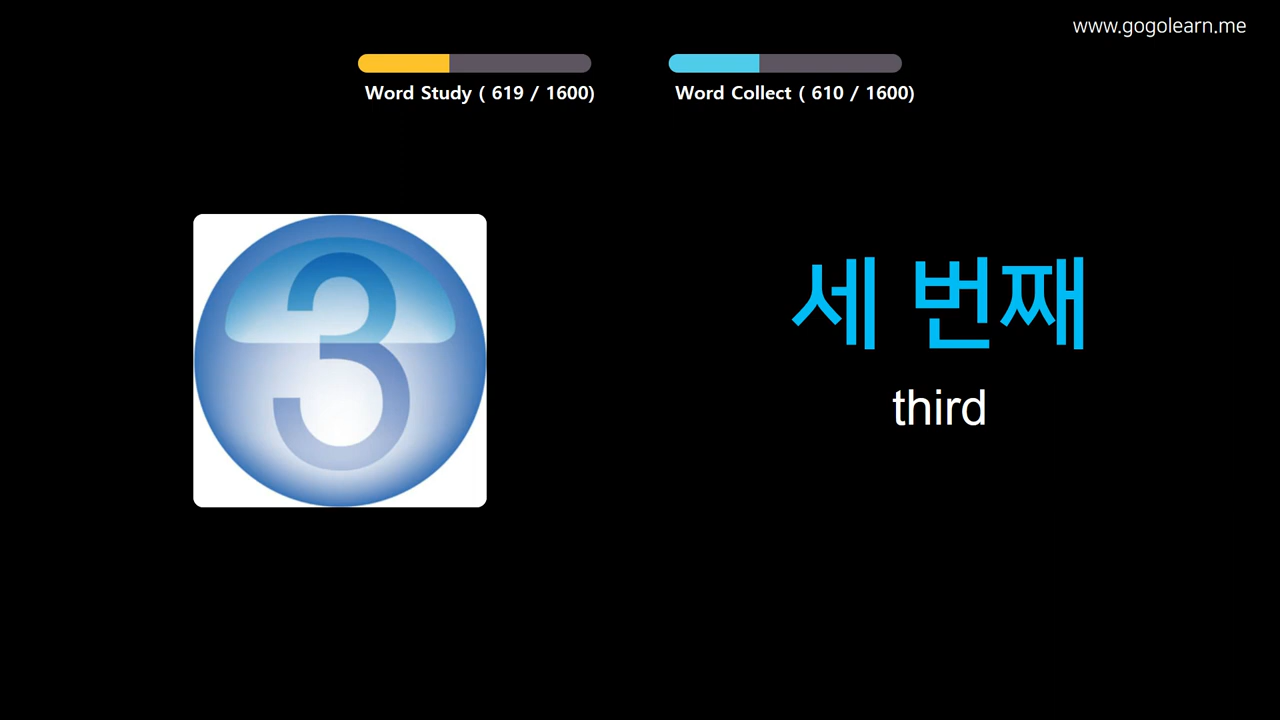 www.gogolearn.me
Word Study ( 619 / 1600)
Word Collect ( 610 / 1600)
3
세 번째
third